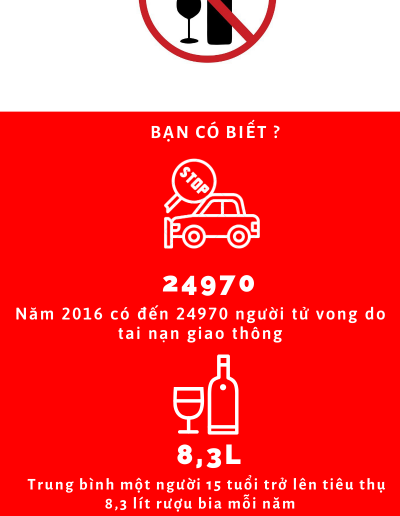 BẠN CÓ BIẾT ?
STOP
24970
Năm 2016 có đến 24970 người tử vong do
tai nạn giao thông
8,3L
Trung bình một người 15 tuổi trở lên tiêu thụ
8,3 lít rượu bia mỗi năm